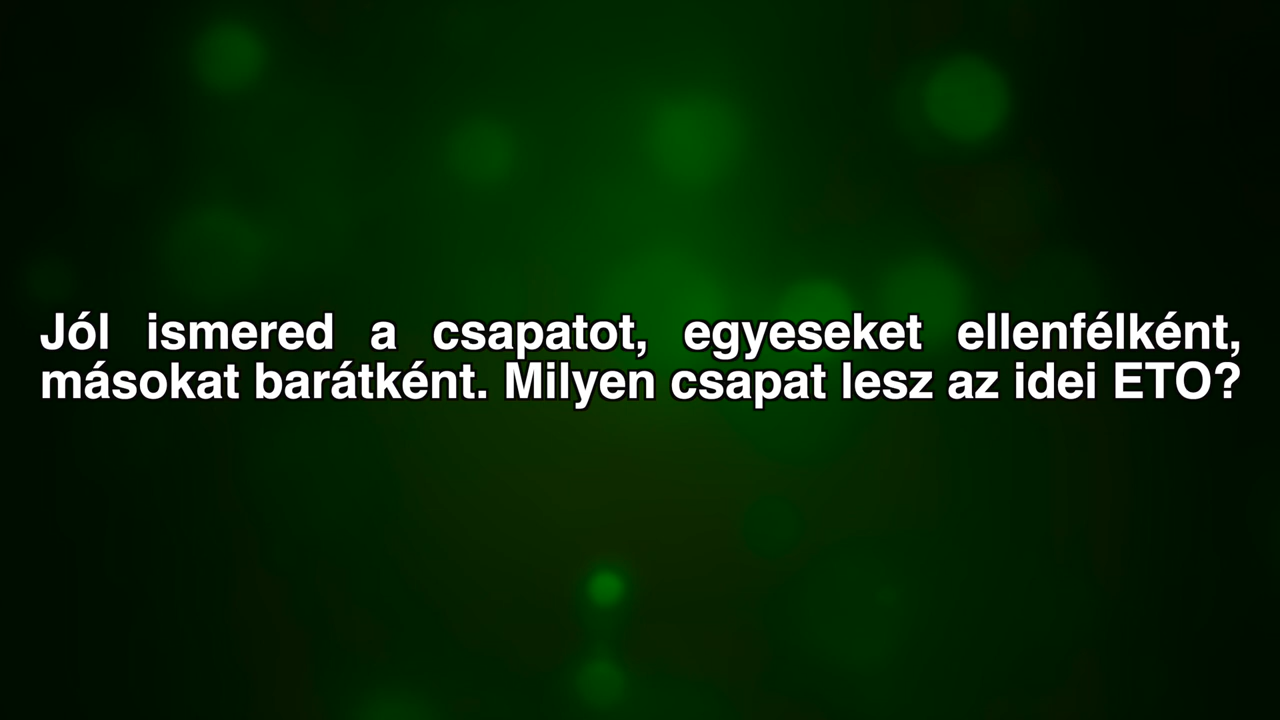 Jól ismered a csapatot, egyeseket ellenfélként,
másokat barátként. Milyen csapat lesz az idei ETO?